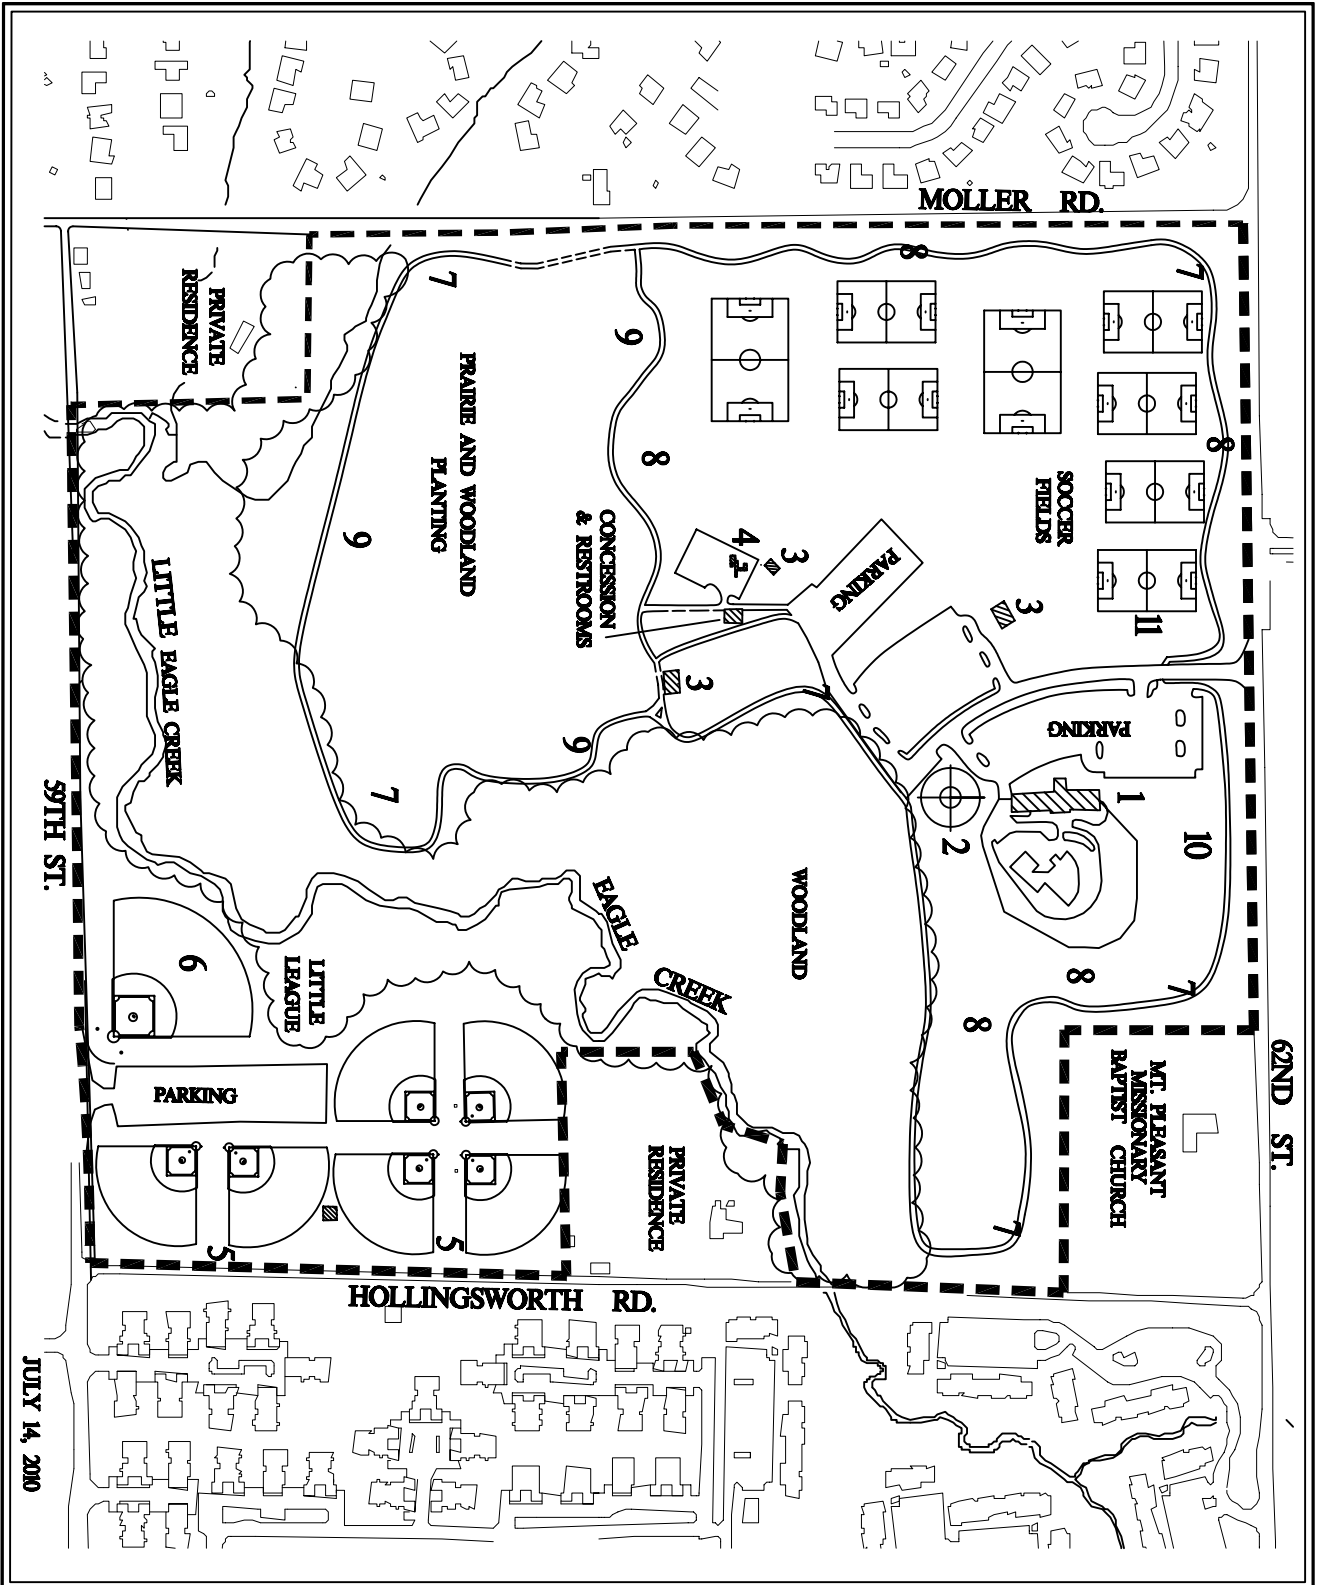 MOLLER RD.
8
7
7
PRIVATE
RESIDENCE
9
PRAIRIE AND WOODLAND
PLANTING
8
8
SOCCER
FIELDS
CONCESSION
& RESTROOMS
4
3
PARKING
3
11
9
LITTLE EAGLE CREEK
3
7
PARKING
9
1
10
2
7
59TH ST.
WOODLAND
EAGLE
CREEK
6
LITTLE
LEAGUE
8
7
8
62ND ST.
MT. PLEASANT
MISSIONARY
BAPTIST CHURCH
PARKING
PRIVATE
RESIDENCE
5
5
7
HOLLINGSWORTH RD.
JULY 14, 2010